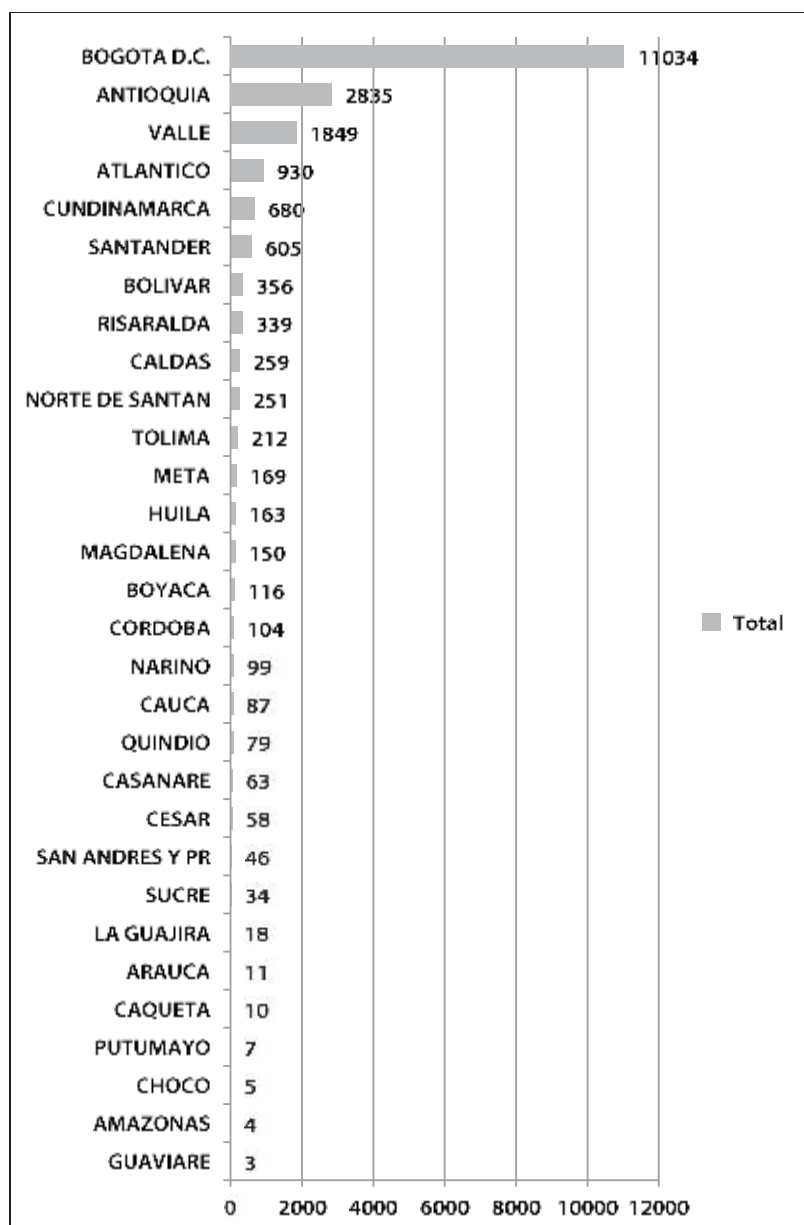 BOGOTA D.C. 11034
ANTIOQUIA 2835
VALLE 1849
ATLANTICO 930
CUNDINAMARCA 680
SANTANDER 605
BOLIVAR 356
RISARALDA 339
CALDAS 259
NORTE DE SANTAN 251
TOLIMA 212
META 169
HUILA 163
MAGDALENA 150
BOYACA 116
CORDOBA 104
NARINO 99
CAUCA 87
QUINDIO 79
CASANARE 63
CESAR 58
SAN ANDRES Y PR 46
SUCRE 34
LA GUAJIRA 18
ARAUCA 11
CAQUETA 10
PUTUMAYO 7
CHOCO 5
AMAZONAS 4
GUAVIARE 3
0 2000 4000 6000 8000 10000 12000
Total